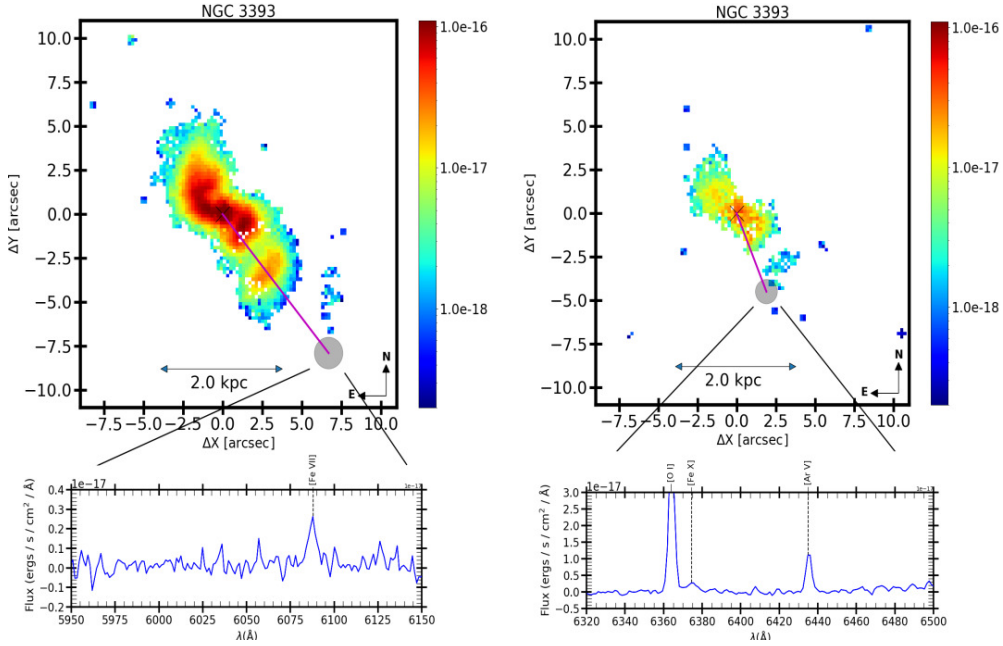 NGC 3393
10.0
7.5
5.0
2.5
0.0
−2.5
−5.0
−7.5
−10.0
ΔY [arcsec]
−7.5 −5.0 −2.5 0.0 2.5 5.0 7.5 10.0
ΔX [arcsec]
2.0 kpc
N
E
1.0e-16
1.0e-17
1.0e-18
NGC 3393
10.0
7.5
5.0
2.5
0.0
−2.5
−5.0
−7.5
−10.0
ΔY [arcsec]
−7.5 −5.0 −2.5 0.0 2.5 5.0 7.5 10.0
ΔX [arcsec]
2.0 kpc
N
E
1.0e-16
1.0e-17
1.0e-18
[Fe VII]
1e−17
1e−17
0.4
0.3
0.2
0.1
0.0
−0.1
−0.2
Flux (ergs / s / cm² / Å)
5950 5975 6000 6025 6050 6075 6100 6125 6150
λ(Å)
[O I]
[Fe X]
[Ar V]
1e−17
1e−17
3.0
2.5
2.0
1.5
1.0
0.5
0.0
−0.5
Flux (ergs / s / cm² / Å)
6320 6340 6360 6380 6400 6420 6440 6460 6480 6500
λ(Å)